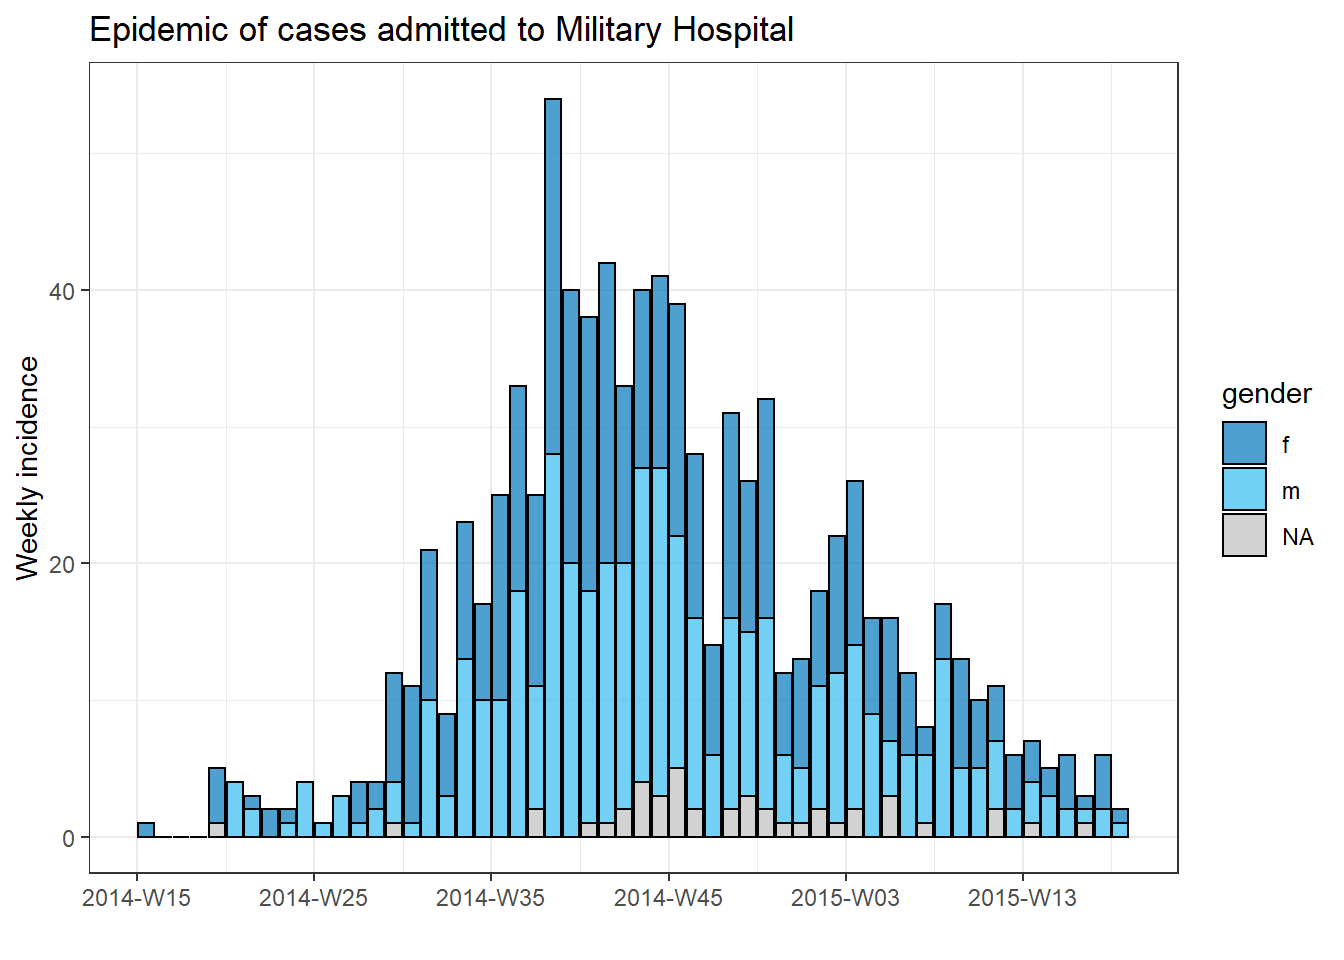 Epidemic of cases admitted to Military Hospital
Weekly incidence
40
20
0
2014-W15 2014-W25 2014-W35 2014-W45 2015-W03 2015-W13
gender
f
m
NA